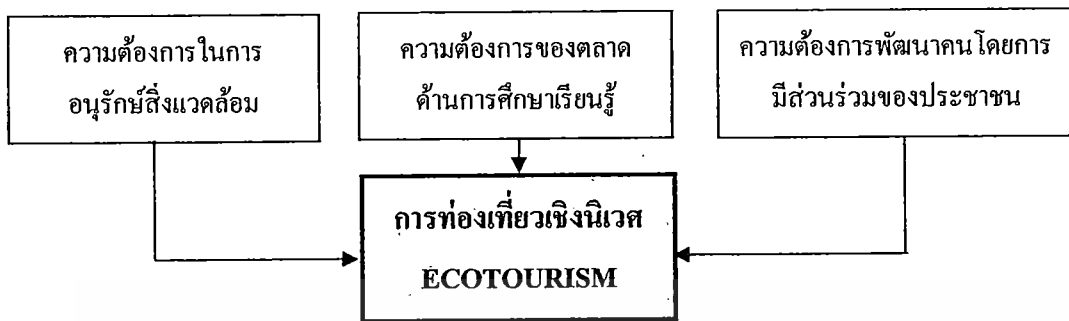 ความต้องการในการ
อนุรักษ์สิ่งแวดล้อม
ความต้องการของตลาด
ด้านการศึกษาเรียนรู้
ความต้องการพัฒนาคนโดยการ
มีส่วนร่วมของประชาชน
การท่องเที่ยวเชิงนิเวศ
ECOTOURISM